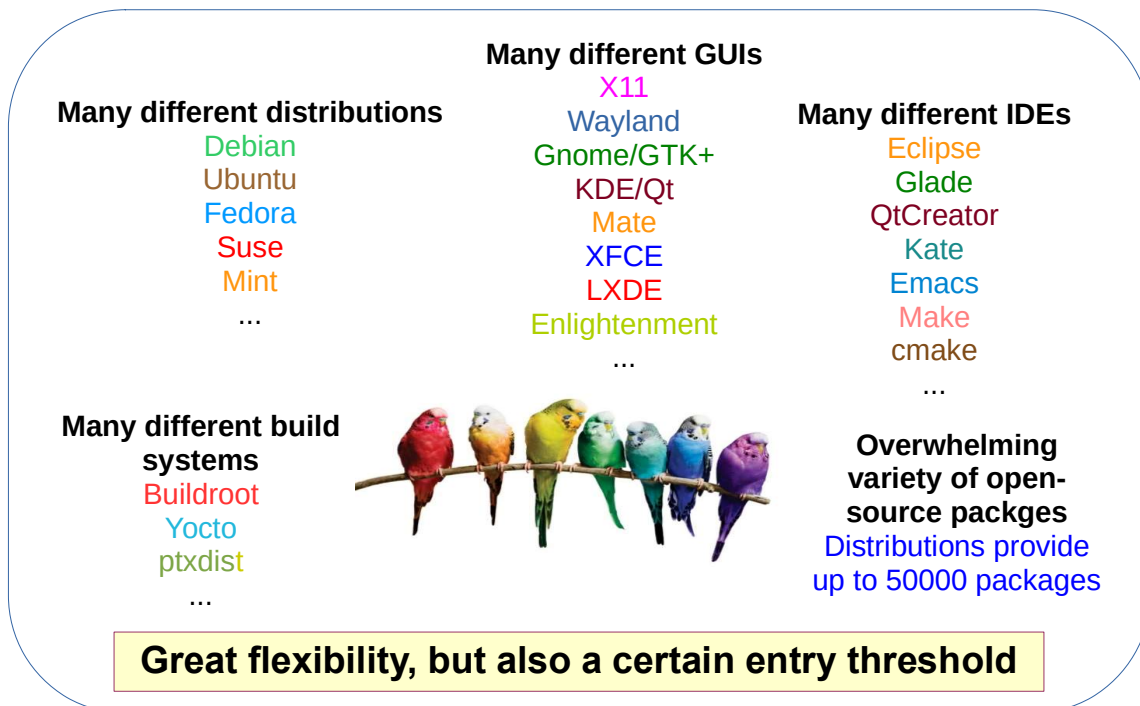 Many different distributions
Debian
Ubuntu
Fedora
Suse
Mint
...
Many different GUIs
X11
Wayland
Gnome/GTK+
KDE/Qt
Mate
XFCE
LXDE
Enlightenment
...
Many different IDEs
Eclipse
Glade
QtCreator
Kate
Emacs
Make
cmake
...
Many different build
systems
Buildroot
Yocto
ptxdist
...
Overwhelming
variety of open-
source packges
Distributions provide
up to 50000 packages
Great flexibility, but also a certain entry threshold